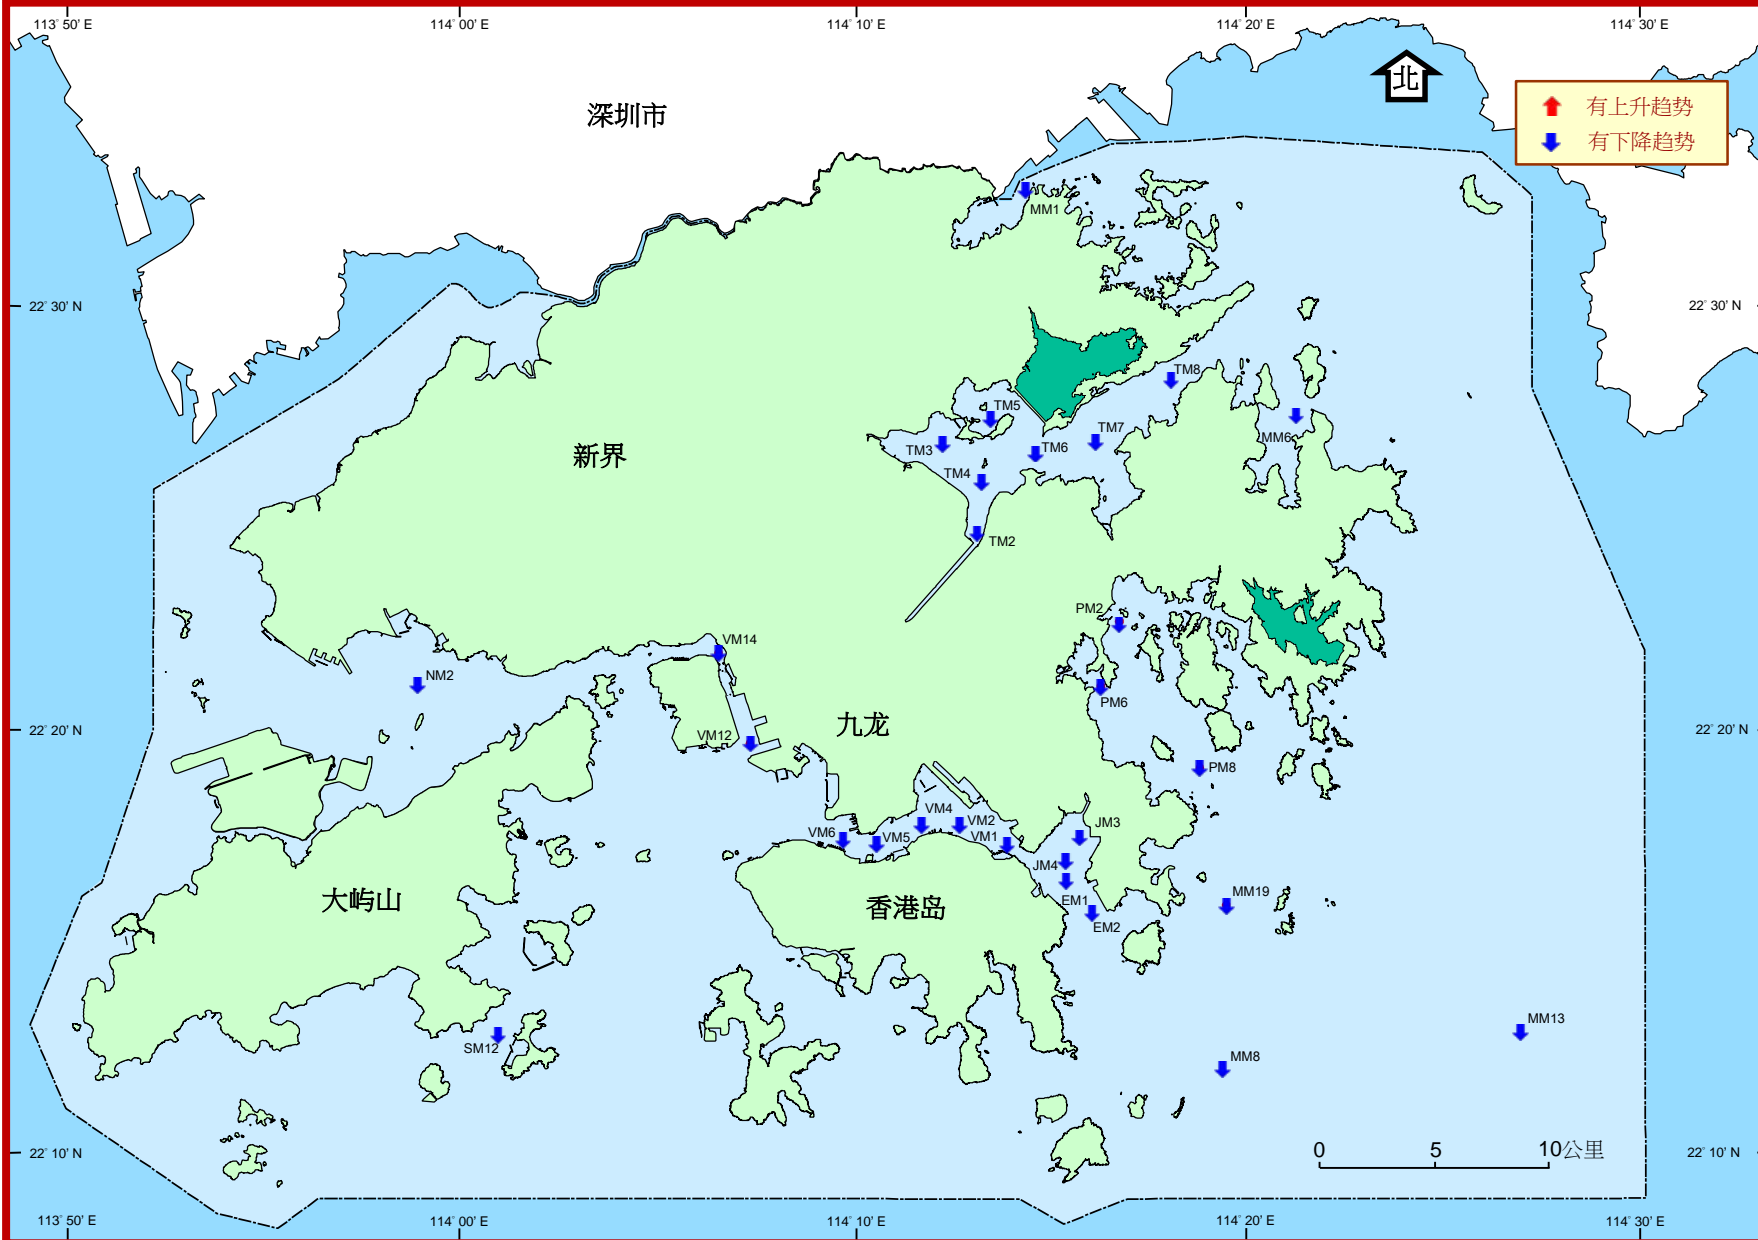 113° 50' E
114° 00' E
114° 10' E
114° 20' E
114° 30' E
北
深圳市
有上升趋势
有下降趋势
MM1
22° 30' N
22° 30' N
TM8
TM5
TM7
MM6
TM3
TM6
新界
TM4
TM2
PM2
VM14
NM2
PM6
九龙
22° 20' N
22° 20' N
VM12
PM8
VM4
VM2
JM3
VM6
VM5
VM1
JM4
MM19
大屿山
香港岛
EM1
EM2
MM13
SM12
MM8
0
5
10公里
22° 10' N
22° 10' N
113° 50' E
114° 00' E
114° 10' E
114° 20' E
114° 30' E